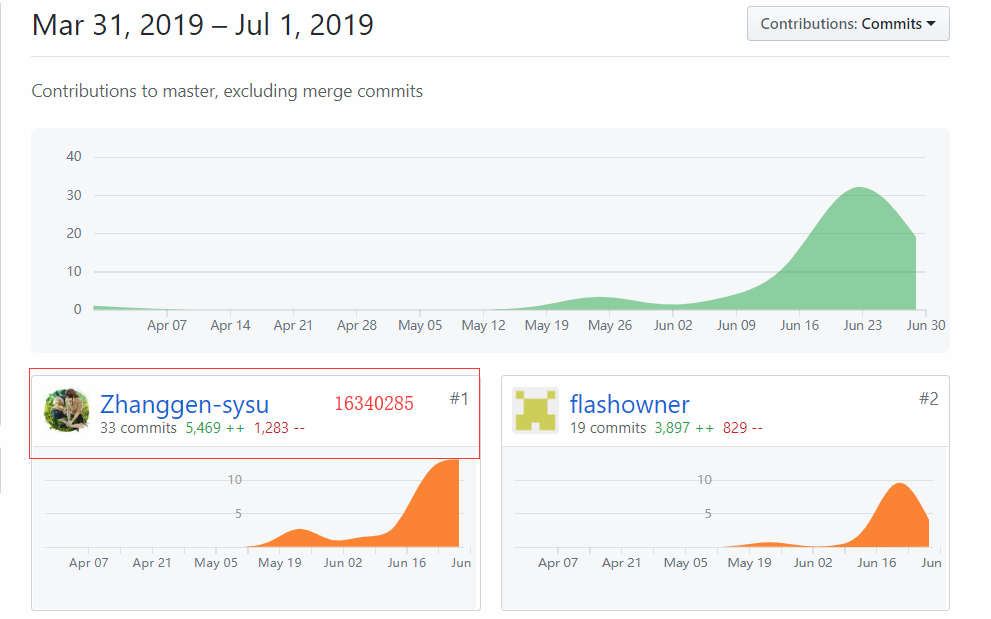 Mar 31, 2019 – Jul 1, 2019
Contributions: Commits
Contributions to master, excluding merge commits
40
30
20
10
0
Apr 07 Apr 14 Apr 21 Apr 28 May 05 May 12 May 19 May 26 Jun 02 Jun 09 Jun 16 Jun 23 Jun 30
Zhanggen-sysu 16340285 #1
33 commits 5,469 ++ 1,283 --
10
5
Apr 07 Apr 21 May 05 May 19 Jun 02 Jun 16 Jun
flashowner #2
19 commits 3,897 ++ 829 --
10
5
Apr 07 Apr 21 May 05 May 19 Jun 02 Jun 16 Jun